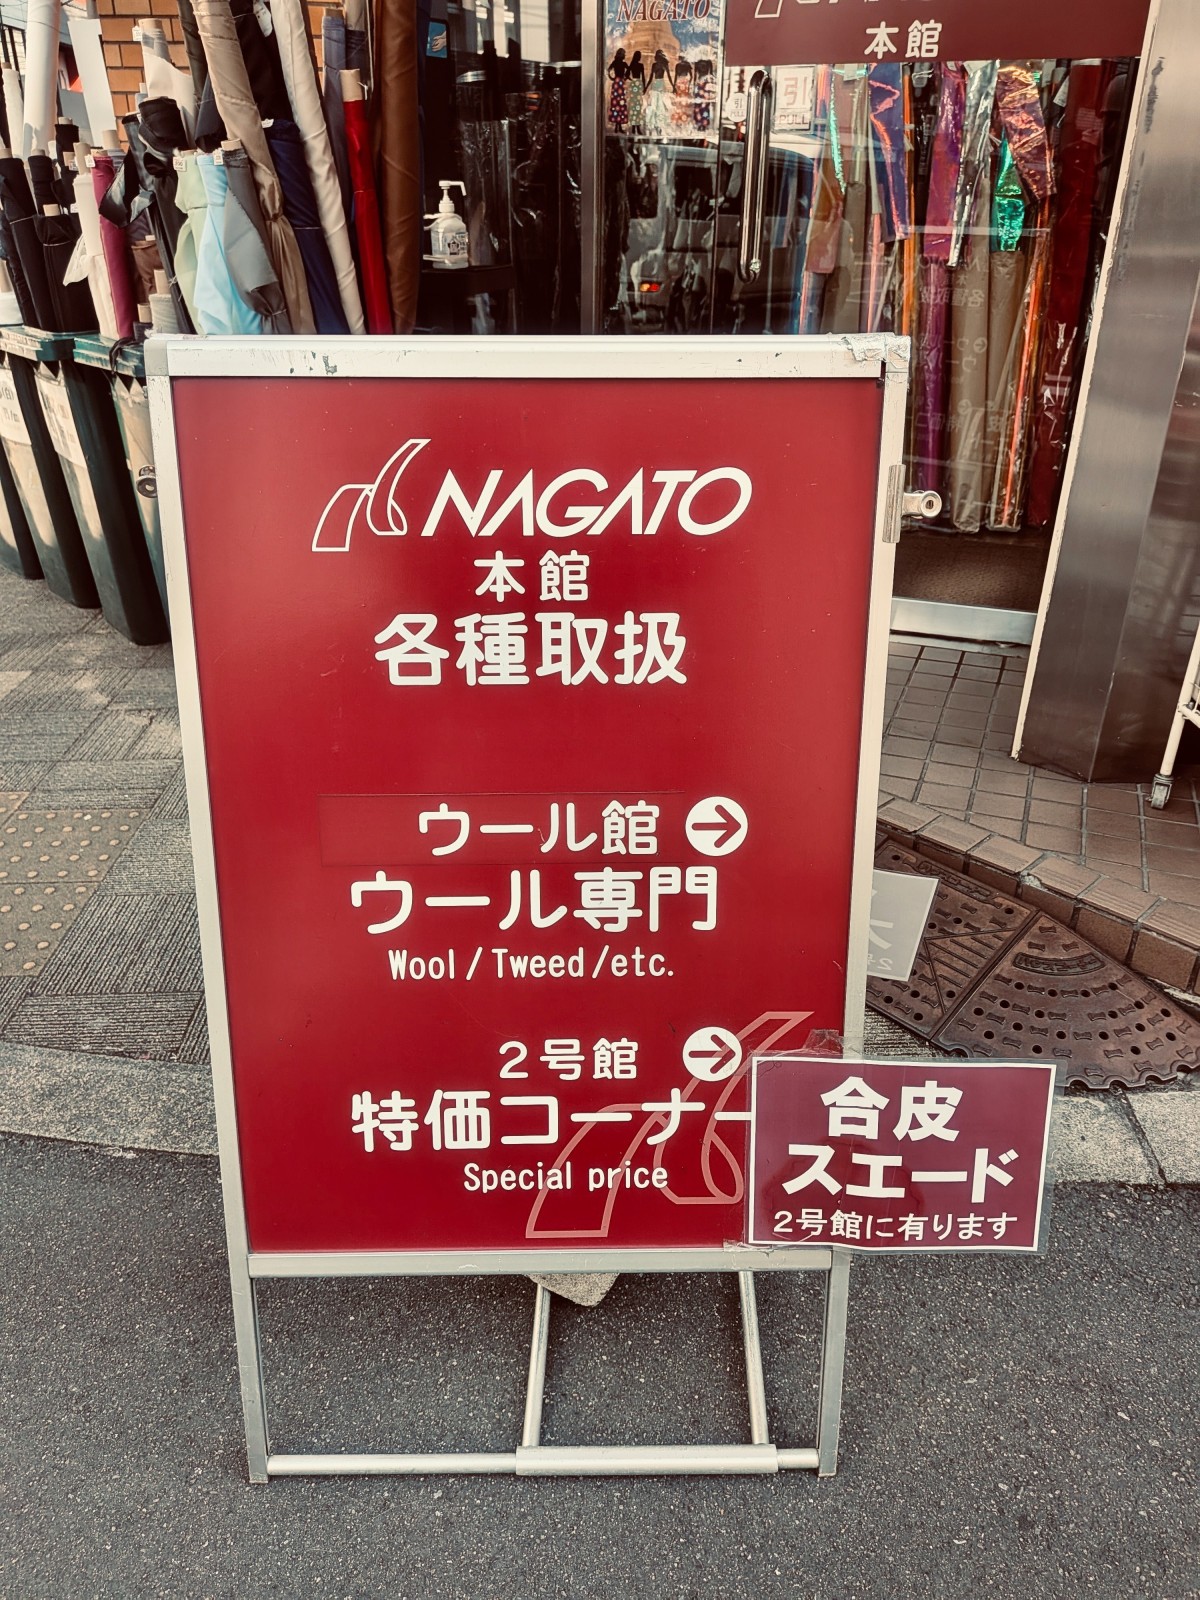 NAGATO
本館
NAGATO
本館
各種取扱
ウール館
ウール専門
Wool/Tweed/etc.
2号館
特価コーナー
Special price
合皮
スエード
2号館に有ります